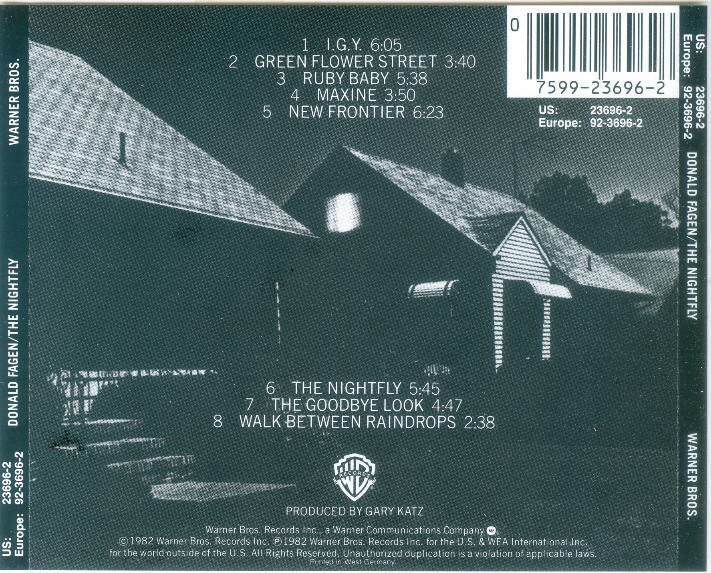 1 I.G.Y. 6:05
2 GREEN FLOWER STREET 3:40
3 RUBY BABY 5:38
4 MAXINE 3:50
5 NEW FRONTIER 6:23
0
7599-23696-2
US: 23696-2
Europe: 92-3696-2
6 THE NIGHTFLY 5:45
7 THE GOODBYE LOOK 4:47
8 WALK BETWEEN RAINDROPS 2:38
WB
RECORDS
PRODUCED BY GARY KATZ
Warner Bros. Records Inc., a Warner Communications Company
©1982 Warner Bros. Records Inc. ℗1982 Warner Bros. Records Inc. for the U.S. & WEA International Inc.
for the world outside of the U.S. All Rights Reserved. Unauthorized duplication is a violation of applicable laws.
Printed in West Germany
US: 23696-2
Europe: 92-3696-2
DONALD FAGEN/THE NIGHTFLY
WARNER BROS.
US: 23696-2
Europe: 92-3696-2
DONALD FAGEN/THE NIGHTFLY
WARNER BROS.